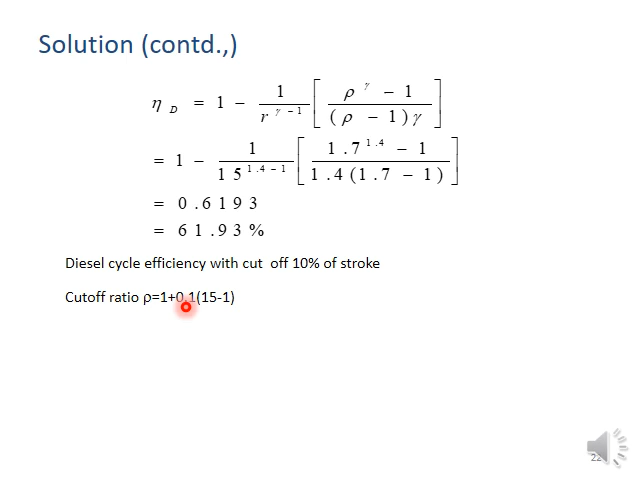 Solution (contd.,)
η D = 1 − 1 / r^(γ − 1) [ (ρ^γ − 1) / ((ρ − 1)γ) ]
= 1 − 1 / 15^(1.4 − 1) [ (1.7^1.4 − 1) / (1.4(1.7 − 1)) ]
= 0.6193
= 61.93%
Diesel cycle efficiency with cut off 10% of stroke
Cutoff ratio ρ=1+0.1(15-1)
22